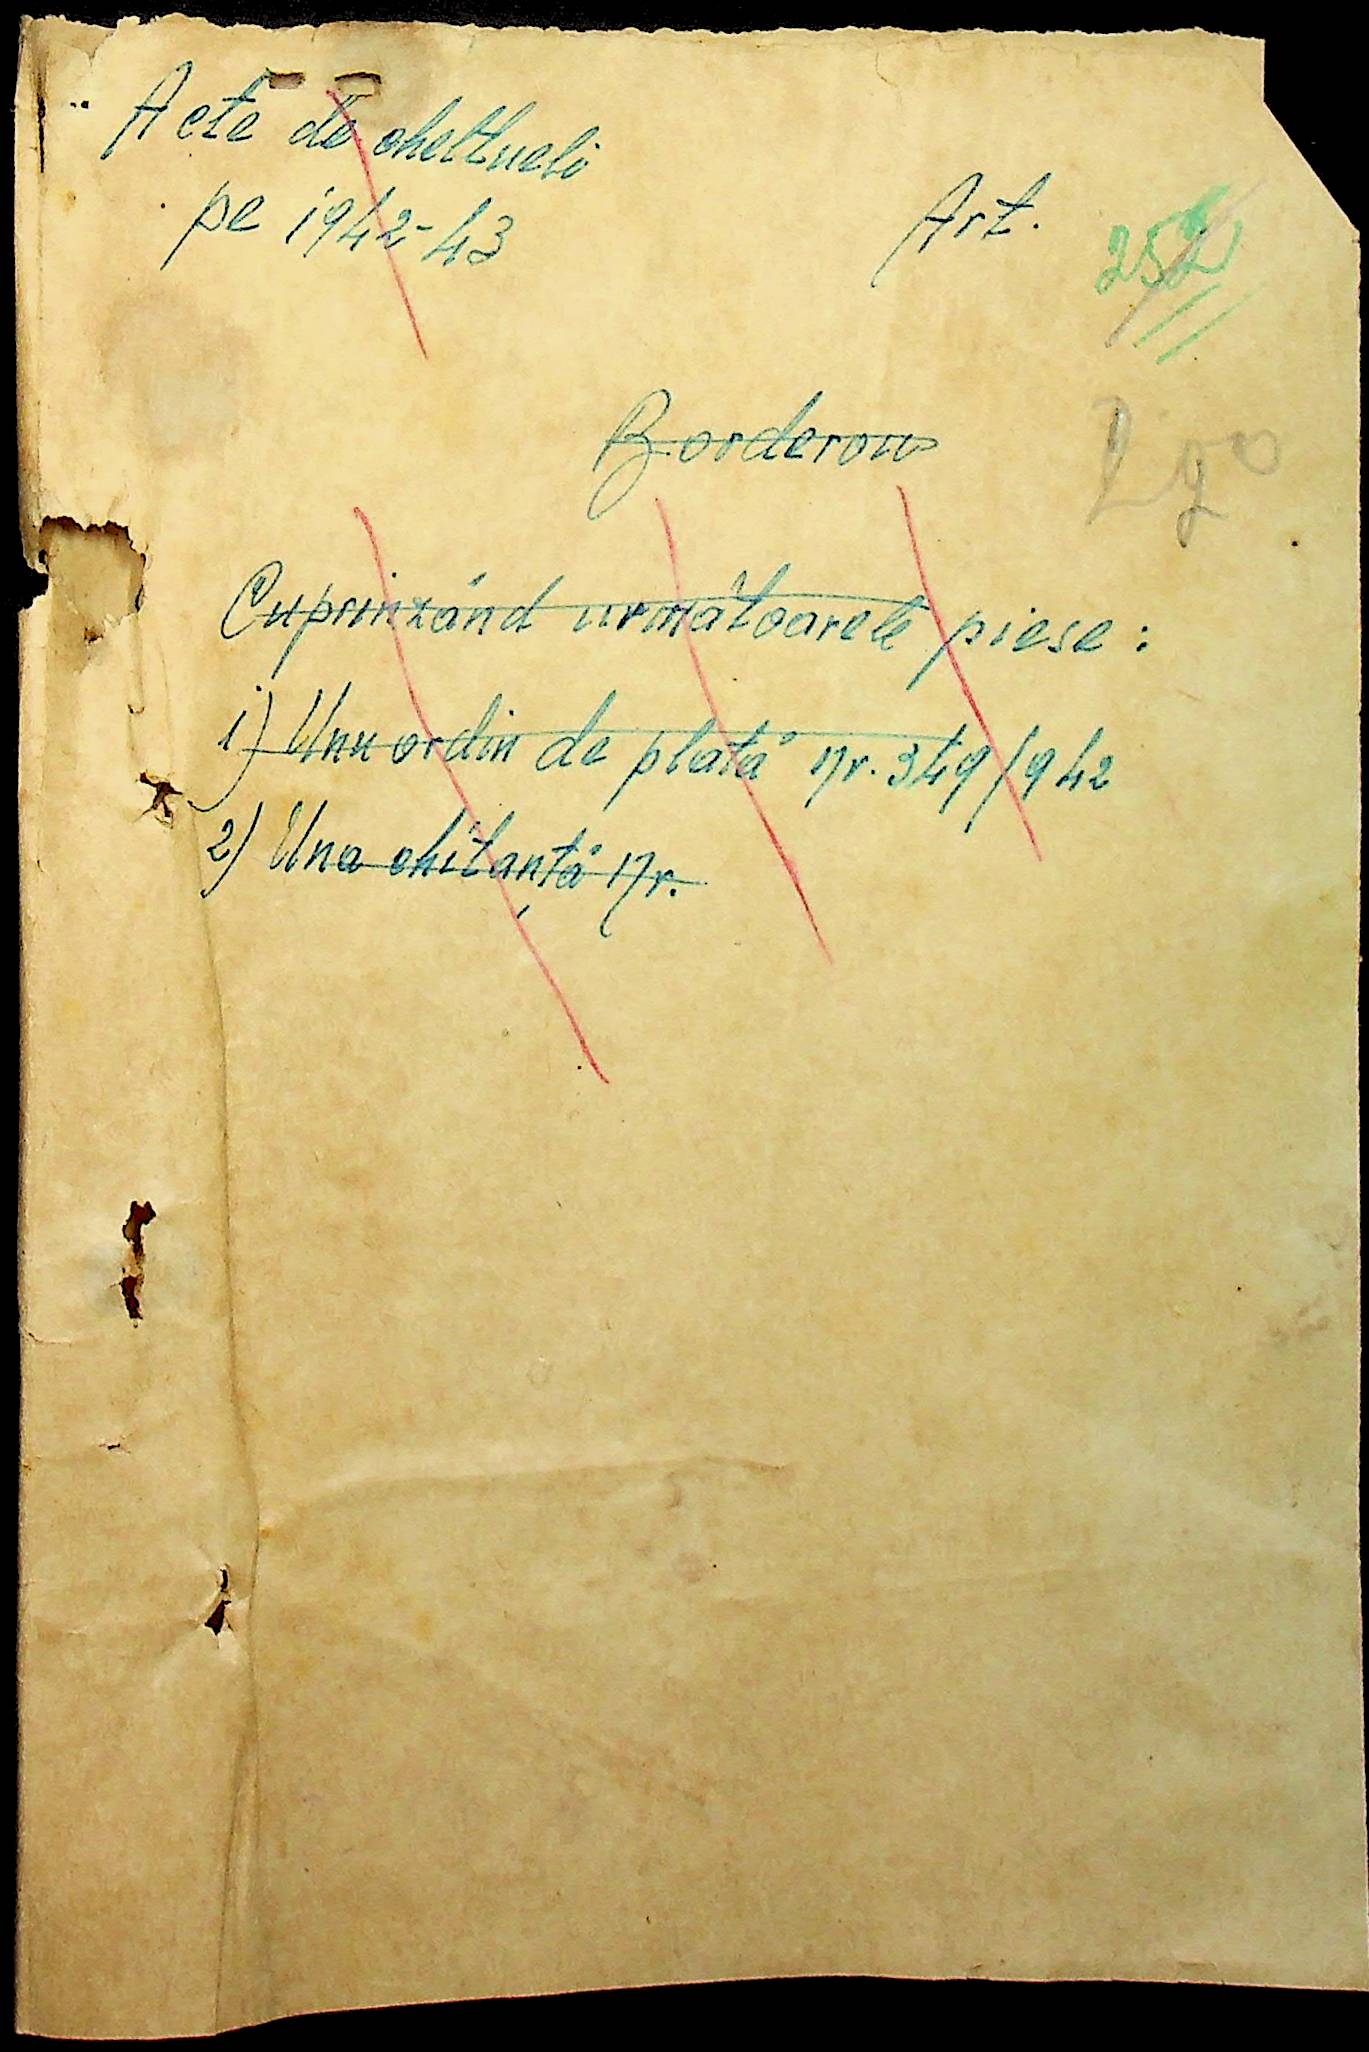 Acte de cheltueli
pe 1942-43
Art. 252
290
Borderou
Cuprinzând următoarele piese:
1) Unu ordin de plată nr. 349/942
2) Una chitanță nr.